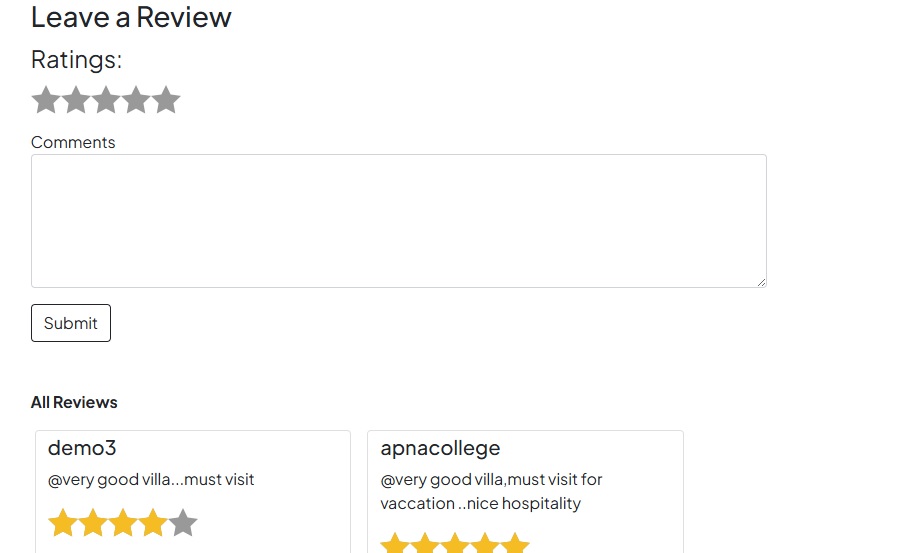 Leave a Review
Ratings:
Comments
Submit
All Reviews
demo3
@very good villa...must visit
apnacollege
@very good villa,must visit for
vaccation ..nice hospitality